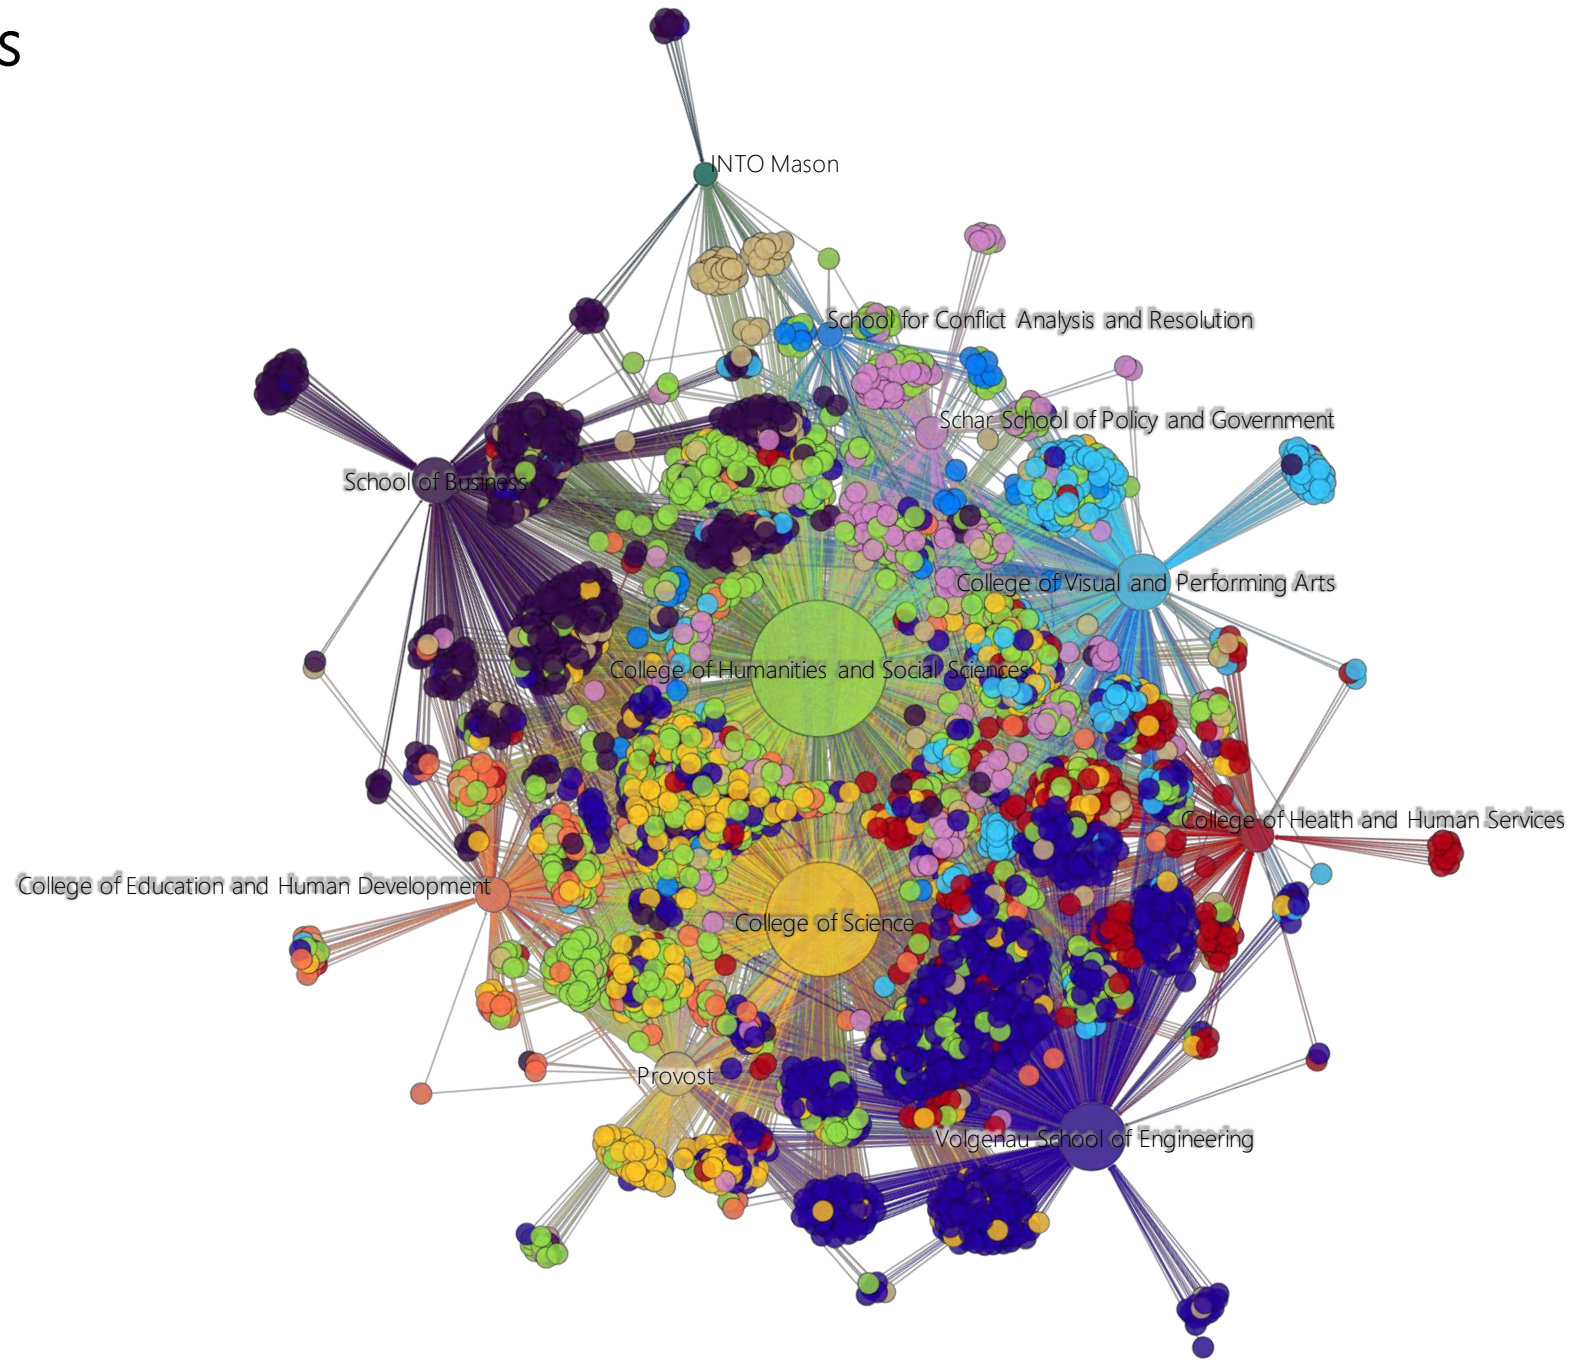 s
INTO Mason
School for Conflict Analysis and Resolution
Schar School of Policy and Government
School of Business
College of Visual and Performing Arts
College of Humanities and Social Sciences
College of Health and Human Services
College of Education and Human Development
College of Science
Provost
Volgenau School of Engineering